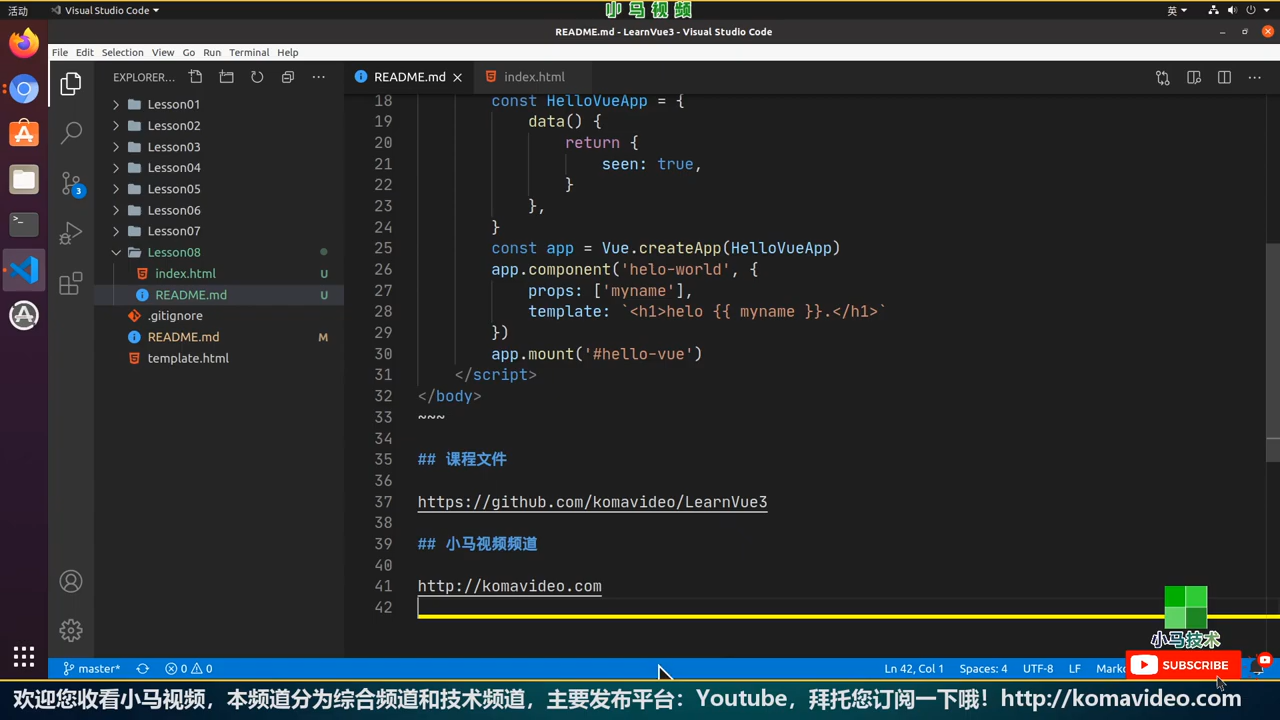 活动
Visual Studio Code
小马视频
英
README.md - LearnVue3 - Visual Studio Code
File Edit Selection View Go Run Terminal Help
EXPLORER...
README.md
index.html
Lesson01
Lesson02
Lesson03
Lesson04
Lesson05
Lesson06
Lesson07
Lesson08
index.html U
README.md U
.gitignore
README.md M
template.html
3
18 const HelloVueApp = {
19 data() {
20 return {
21 seen: true,
22 }
23 },
24 }
25 const app = Vue.createApp(HelloVueApp)
26 app.component('helo-world', {
27 props: ['myname'],
28 template: `<h1>helo {{ myname }}.</h1>`
29 })
30 app.mount('#hello-vue')
31 </script>
32 </body>
33 ~~~
34
35 ## 课程文件
36
37 https://github.com/komavideo/LearnVue3
38
39 ## 小马视频频道
40
41 http://komavideo.com
42
小马技术
SUBSCRIBE
master* 0 0 Ln 42, Col 1 Spaces: 4 UTF-8 LF Marko
欢迎您收看小马视频，本频道分为综合频道和技术频道，主要发布平台：Youtube，拜托您订阅一下哦！http://komavideo.com